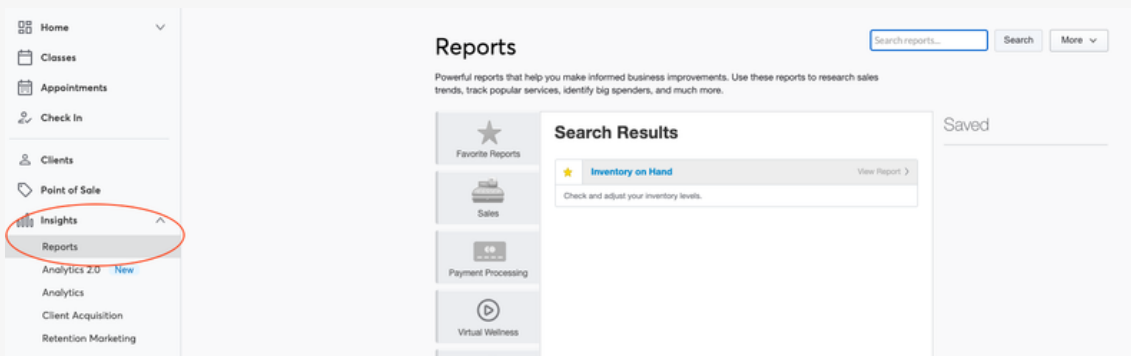 Home
Classes
Appointments
Check In
Clients
Point of Sale
Insights
Reports
Analytics 2.0 New
Analytics
Client Acquisition
Retention Marketing
Reports
Search reports...
Search
More
Powerful reports that help you make informed business improvements. Use these reports to research sales
trends, track popular services, identify big spenders, and much more.
Favorite Reports
Sales
Payment Processing
Virtual Wellness
Search Results
Inventory on Hand
View Report
Check and adjust your inventory levels.
Saved